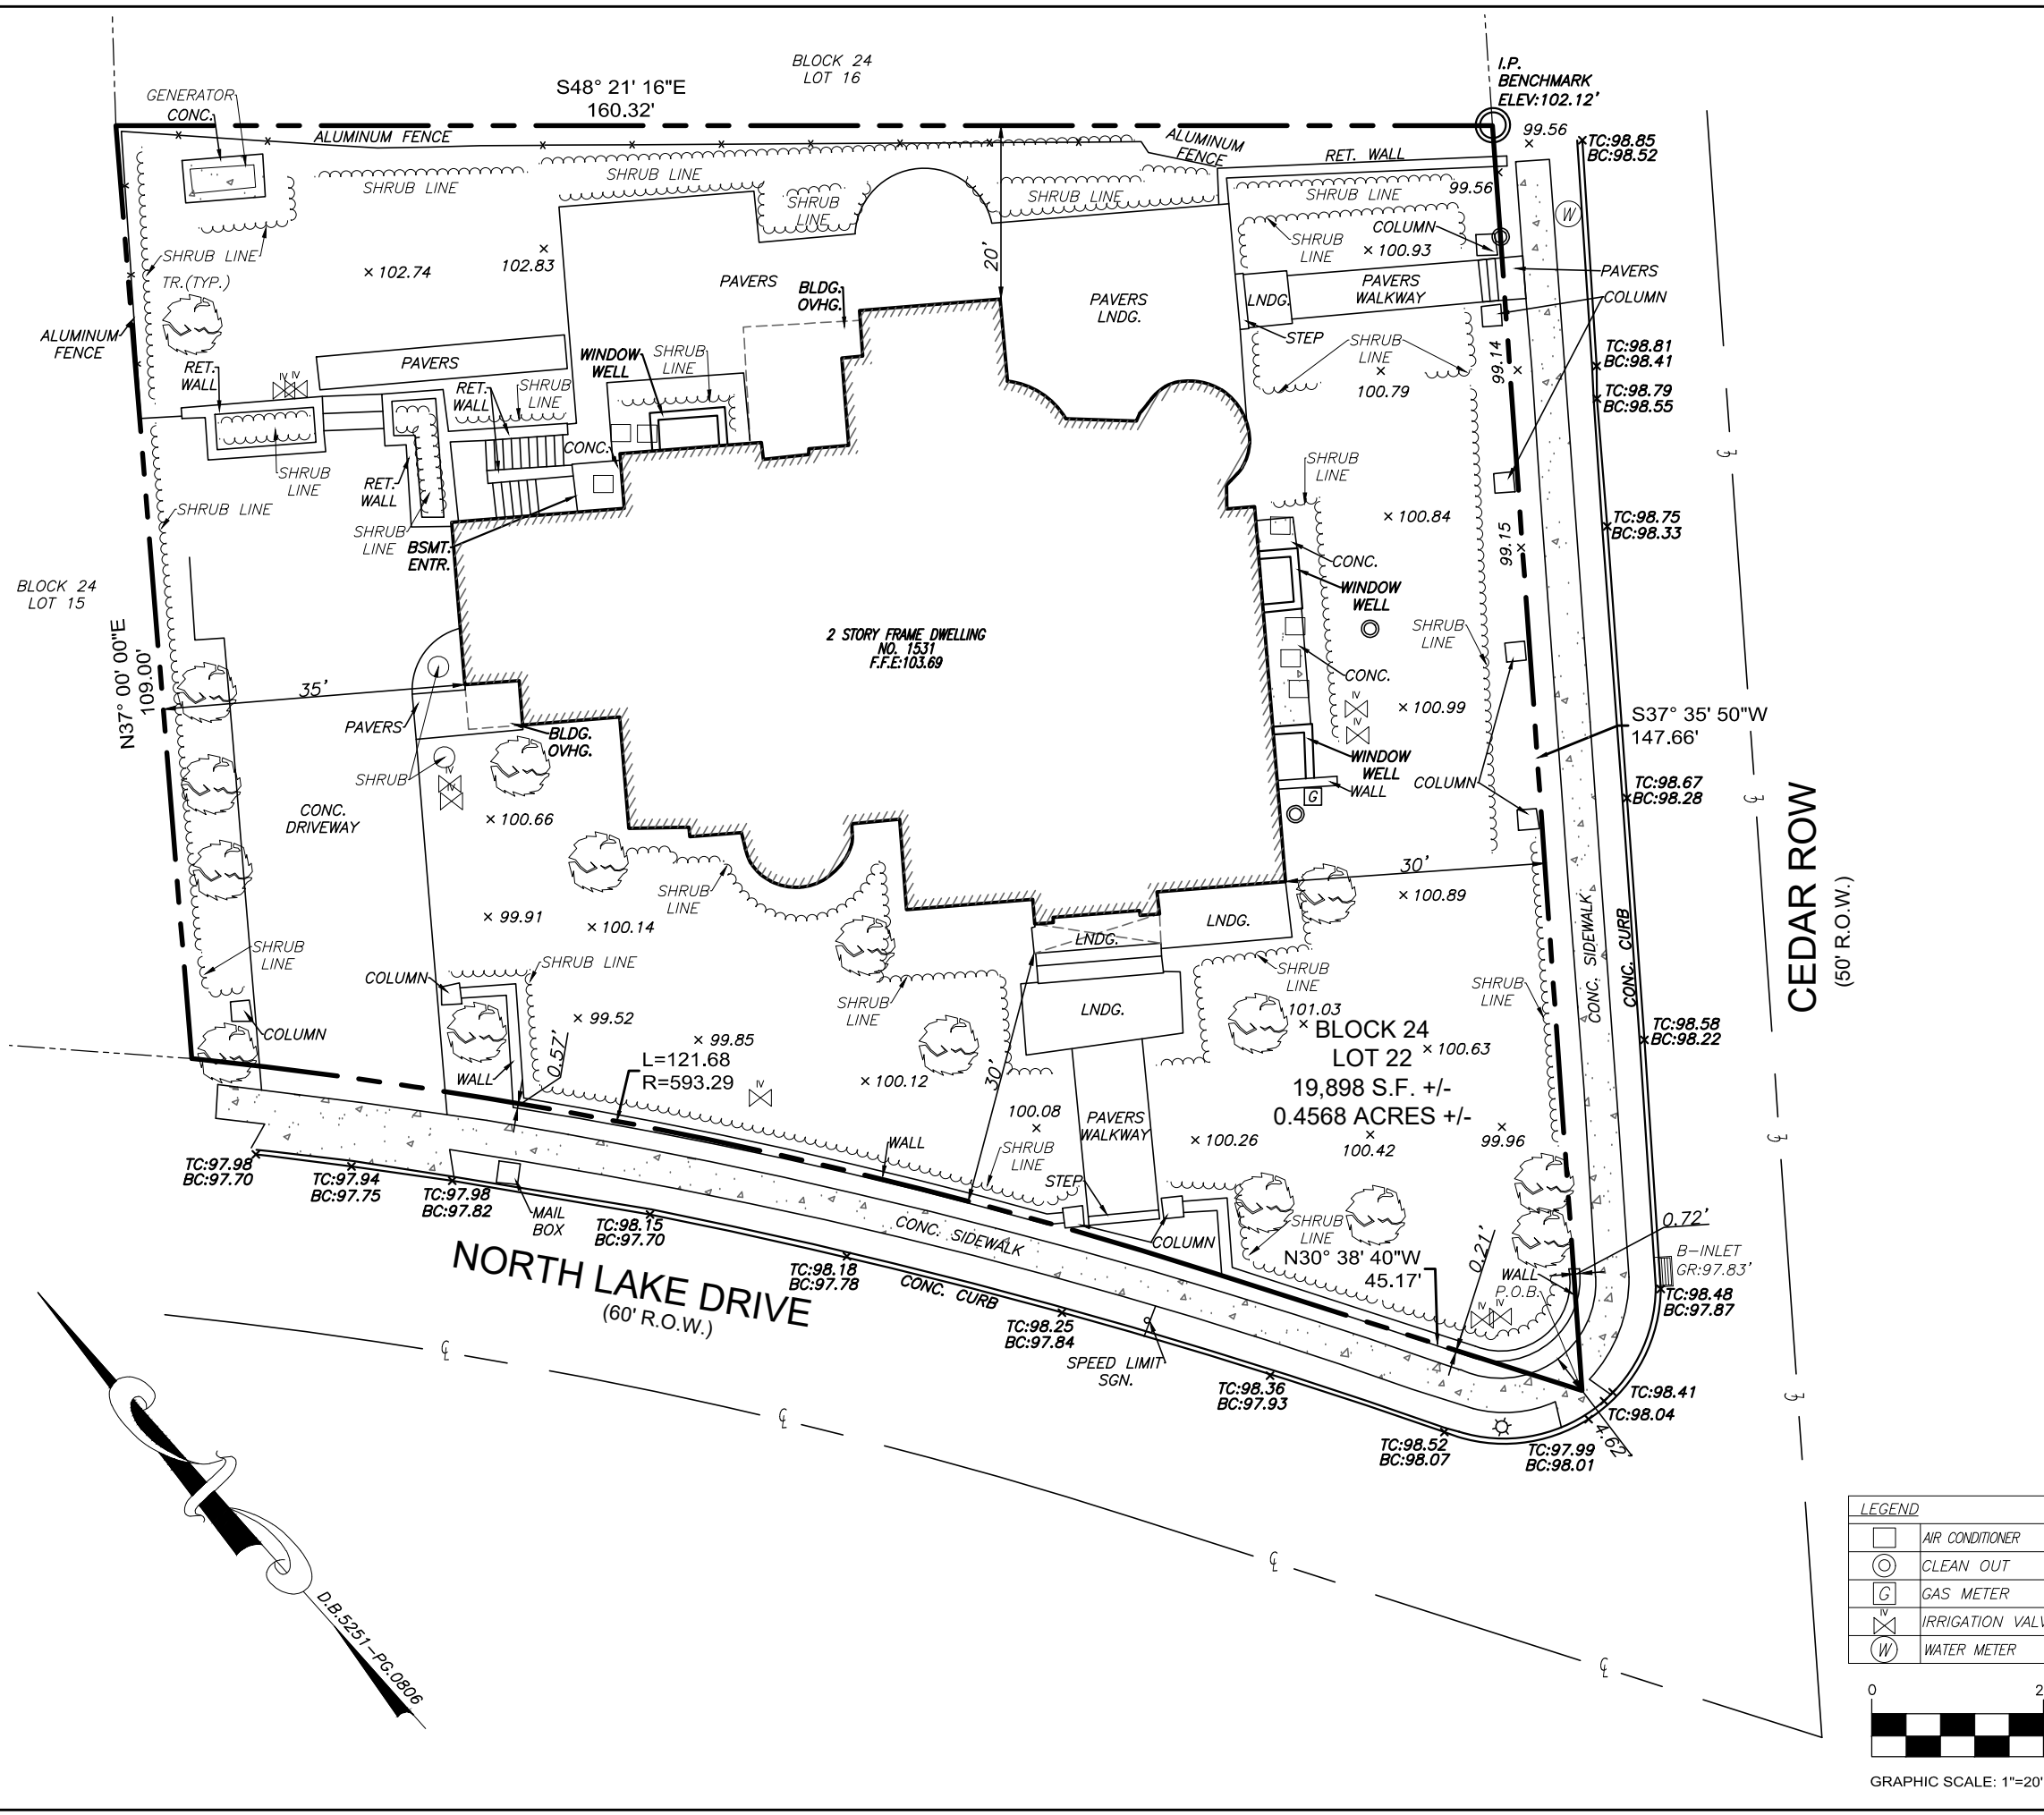 BLOCK 24
LOT 16
S48° 21' 16"E
160.32'
I.P.
BENCHMARK
ELEV:102.12'
GENERATOR
CONC.
ALUMINUM FENCE
ALUMINUM
FENCE
RET. WALL
99.56
TC:98.85
BC:98.52
SHRUB LINE
SHRUB LINE
SHRUB
LINE
SHRUB LINE
SHRUB LINE
99.56
W
SHRUB LINE
TR.(TYP.)
102.74
102.83
PAVERS
BLDG.
OVHG.
20'
PAVERS
LNDG.
LNDG.
STEP
SHRUB
LINE
COLUMN
100.93
PAVERS
WALKWAY
PAVERS
COLUMN
ALUMINUM
FENCE
RET.
WALL
IV
IV
PAVERS
RET.
WALL
SHRUB
LINE
WINDOW
WELL
SHRUB
LINE
SHRUB
LINE
100.79
99.14
TC:98.81
BC:98.41
TC:98.79
BC:98.55
CONC.
SHRUB
LINE
RET.
WALL
SHRUB
LINE
SHRUB LINE
SHRUB
LINE
BSMT.
ENTR.
100.84
99.15
TC:98.75
BC:98.33
CONC.
WINDOW
WELL
BLOCK 24
LOT 15
N37° 00' 00"E
109.00'
2 STORY FRAME DWELLING
NO. 1531
F.F.E:103.69
SHRUB
LINE
CONC.
IV
100.99
35'
PAVERS
BLDG.
OVHG.
SHRUB
IV
IV
WINDOW
WELL
WALL
G
COLUMN
S37° 35' 50"W
147.66'
TC:98.67
BC:98.28
CONC.
DRIVEWAY
100.66
SHRUB
LINE
30'
100.89
CEDAR ROW
(50' R.O.W.)
99.91
100.14
LNDG.
LNDG.
SHRUB
LINE
COLUMN
SHRUB LINE
SHRUB
LINE
SHRUB
LINE
SHRUB
LINE
CONC. SIDEWALK
CONC. CURB
COLUMN
99.52
99.85
LNDG.
101.03
BLOCK 24
LOT 22
19,898 S.F. +/-
0.4568 ACRES +/-
100.63
TC:98.58
BC:98.22
WALL
0.57'
L=121.68
R=593.29
IV
100.12
30'
100.08
PAVERS
WALKWAY
WALL
SHRUB
LINE
STEP
100.26
100.42
99.96
TC:97.98
BC:97.70
TC:97.94
BC:97.75
TC:97.98
BC:97.82
MAIL
BOX
TC:98.15
BC:97.70
CONC. SIDEWALK
COLUMN
SHRUB
LINE
N30° 38' 40"W
45.17'
0.21'
WALL
P.O.B.
IV
IV
0.72'
B-INLET
GR:97.83'
TC:98.48
BC:97.87
NORTH LAKE DRIVE
(60' R.O.W.)
TC:98.18
BC:97.78
CONC. CURB
TC:98.25
BC:97.84
SPEED LIMIT
SGN.
TC:98.36
BC:97.93
TC:98.52
BC:98.07
TC:97.99
BC:98.01
4.62'
TC:98.41
TC:98.04
D.B.5251-PG.0806
LEGEND
AIR CONDITIONER
CLEAN OUT
G GAS METER
IV IRRIGATION VALV
W WATER METER
0 2
GRAPHIC SCALE: 1"=20'